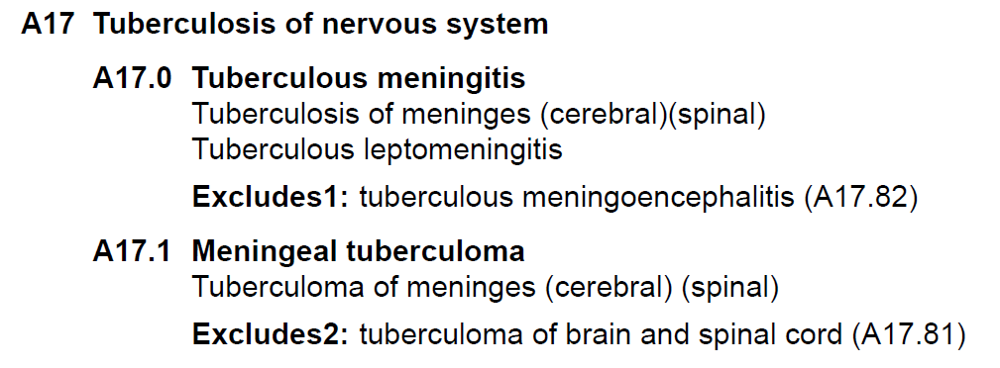 A17 Tuberculosis of nervous system
A17.0 Tuberculous meningitis
Tuberculosis of meninges (cerebral)(spinal)
Tuberculous leptomeningitis
Excludes1: tuberculous meningoencephalitis (A17.82)
A17.1 Meningeal tuberculoma
Tuberculoma of meninges (cerebral) (spinal)
Excludes2: tuberculoma of brain and spinal cord (A17.81)